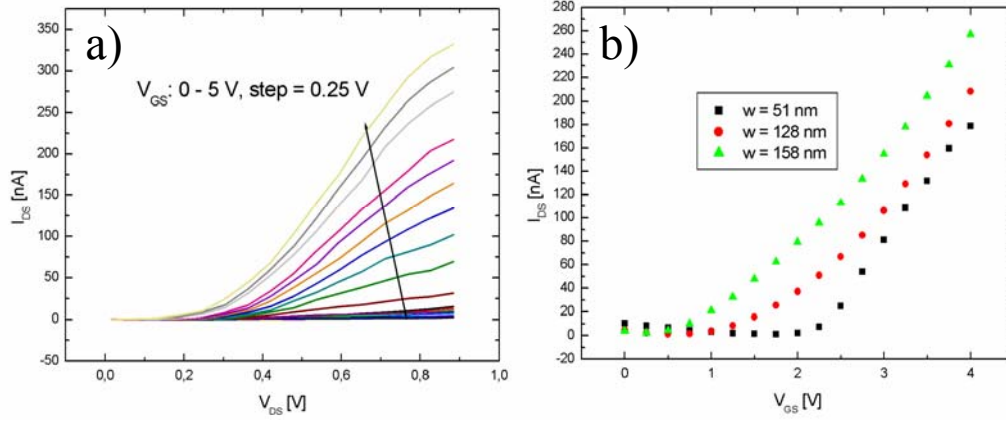 a)
V_GS: 0 - 5 V, step = 0.25 V
I_DS [nA]
350
300
250
200
150
100
50
0
-50
0,0 0,2 0,4 0,6 0,8 1,0
V_DS [V]
b)
w = 51 nm
w = 128 nm
w = 158 nm
I_DS [nA]
260
240
220
200
180
160
140
120
100
80
60
40
20
0
-20
0 1 2 3 4
V_GS [V]